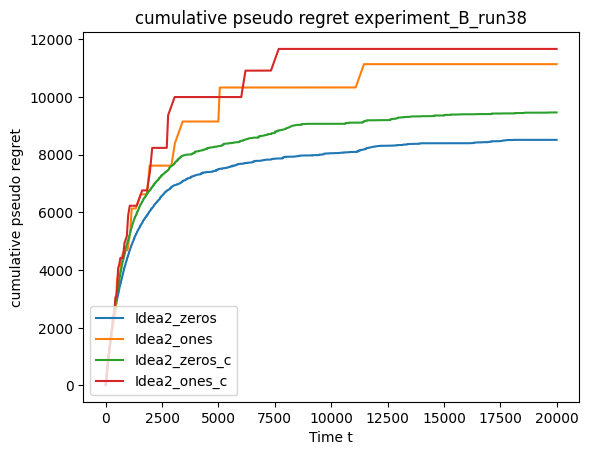 cumulative pseudo regret experiment_B_run38
cumulative pseudo regret
12000
10000
8000
6000
4000
2000
0
Idea2_zeros
Idea2_ones
Idea2_zeros_c
Idea2_ones_c
0 2500 5000 7500 10000 12500 15000 17500 20000
Time t